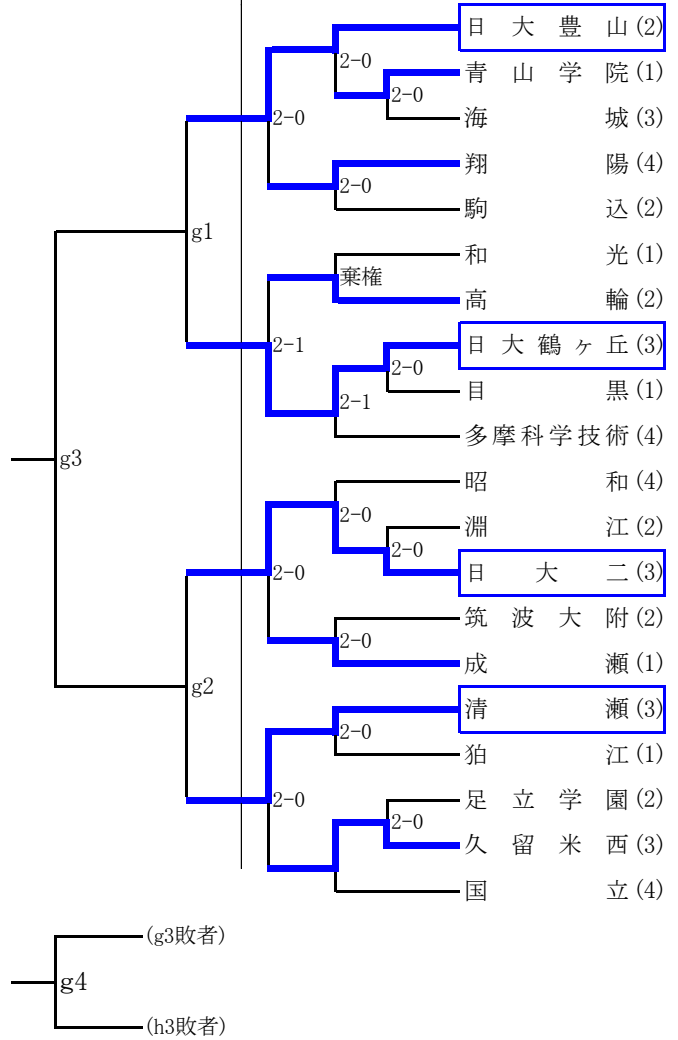 日大豊山(2)
2-0
青山学院(1)
2-0
海城(3)
2-0
翔陽(4)
2-0
駒込(2)
g1
和光(1)
棄権
高輪(2)
2-1
日大鶴ヶ丘(3)
2-0
目黒(1)
2-1
多摩科学技術(4)
g3
昭和(4)
2-0
淵江(2)
2-0
日大二(3)
2-0
筑波大附(2)
2-0
成瀬(1)
g2
清瀬(3)
2-0
狛江(1)
2-0
足立学園(2)
2-0
久留米西(3)
国立(4)
(g3敗者)
g4
(h3敗者)